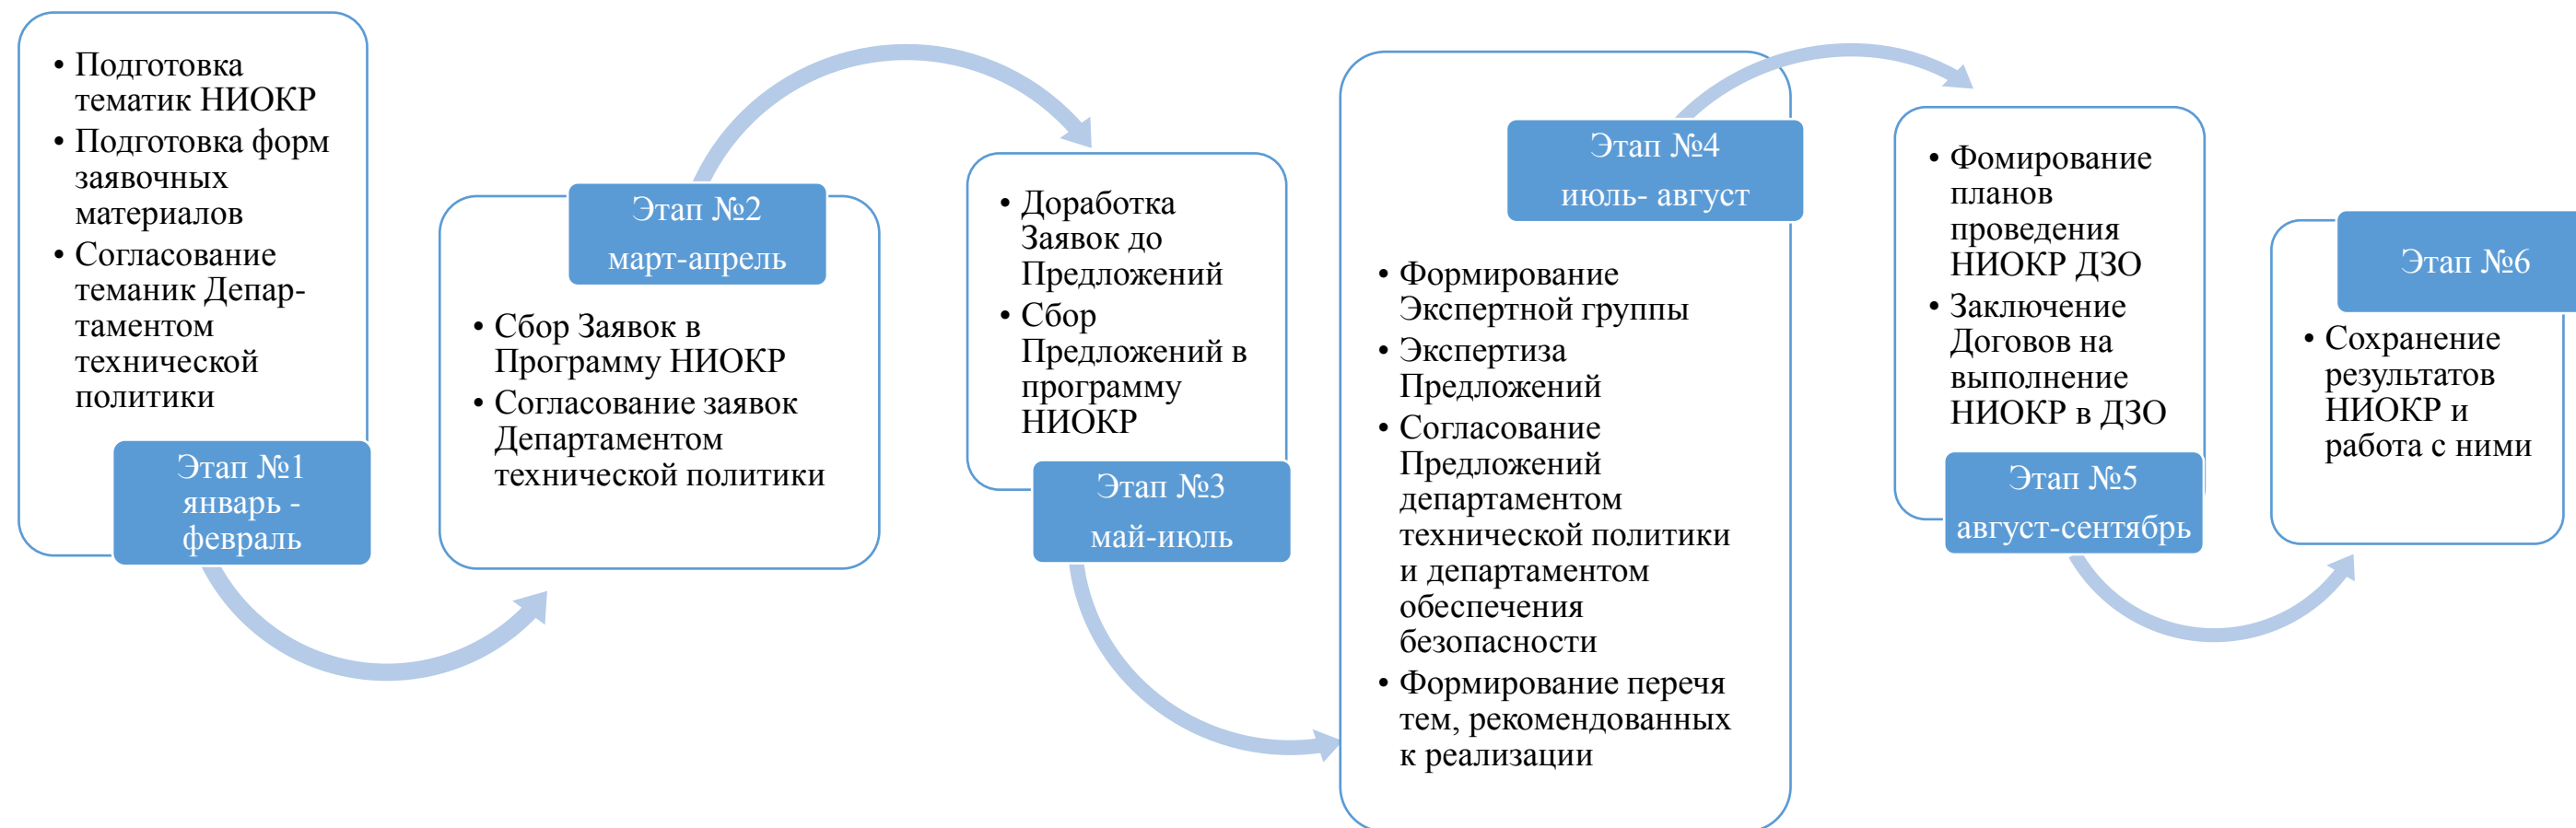 • Подготовка
тематик НИОКР
• Подготовка форм
заявочных
материалов
• Согласование
теманик Депар-
таментом
технической
политики
Этап №1
январь -
февраль
Этап №2
март-апрель
• Сбор Заявок в
Программу НИОКР
• Согласование заявок
Департаментом
технической политики
• Доработка
Заявок до
Предложений
• Сбор
Предложений в
программу
НИОКР
Этап №3
май-июль
Этап №4
июль- август
• Формирование
Экспертной группы
• Экспертиза
Предложений
• Согласование
Предложений
департаментом
технической политики
и департаментом
обеспечения
безопасности
• Формирование перечя
тем, рекомендованных
к реализации
• Фомирование
планов
проведения
НИОКР ДЗО
• Заключение
Договов на
выполнение
НИОКР в ДЗО
Этап №5
август-сентябрь
Этап №6
• Сохранение
результатов
НИОКР и
работа с ними